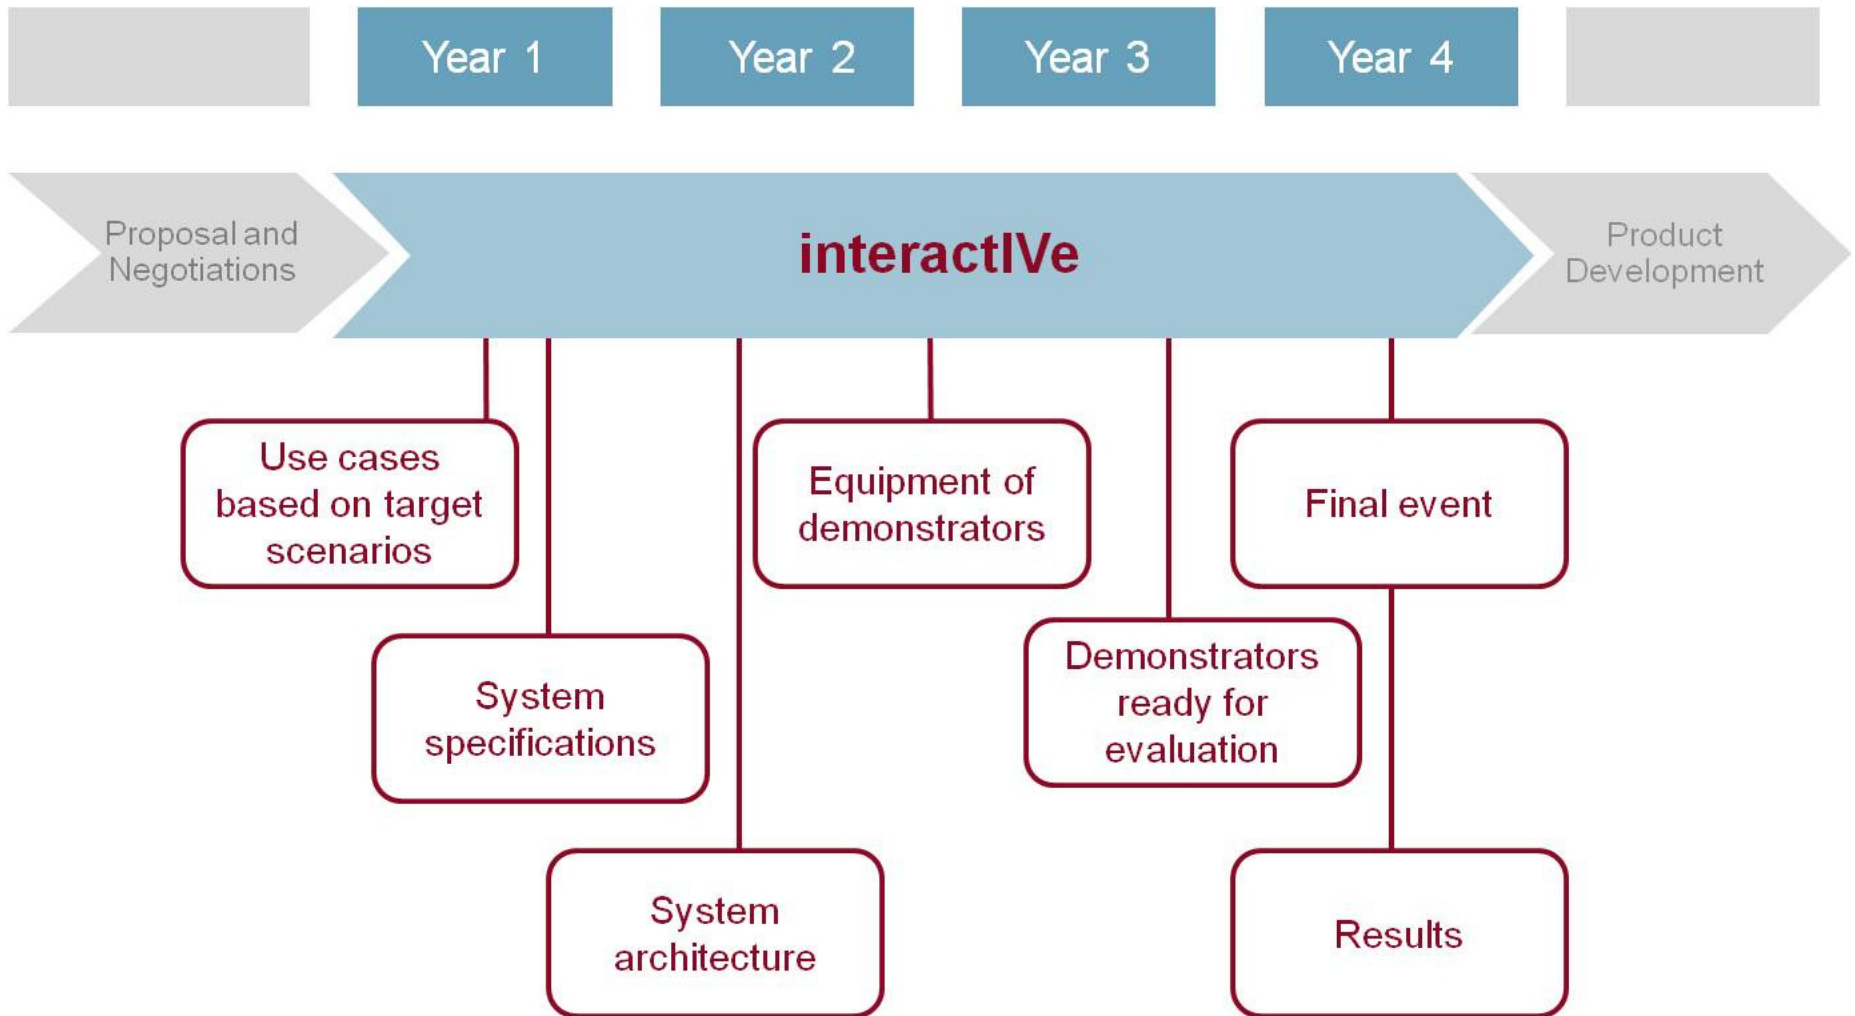 Year 1
Year 2
Year 3
Year 4
Proposal and
Negotiations
interactIVe
Product
Development
Use cases
based on target
scenarios
Equipment of
demonstrators
Final event
System
specifications
Demonstrators
ready for
evaluation
System
architecture
Results